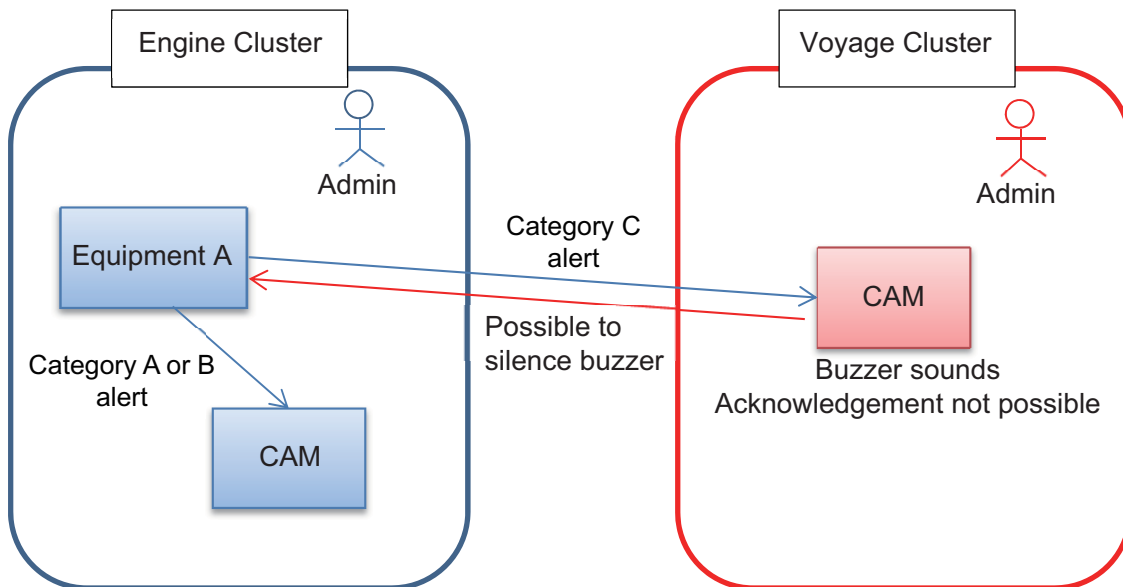 Engine Cluster
Voyage Cluster
Admin
Admin
Equipment A
Category C
alert
CAM
Possible to
silence buzzer
Category A or B
alert
Buzzer sounds
Acknowledgement not possible
CAM